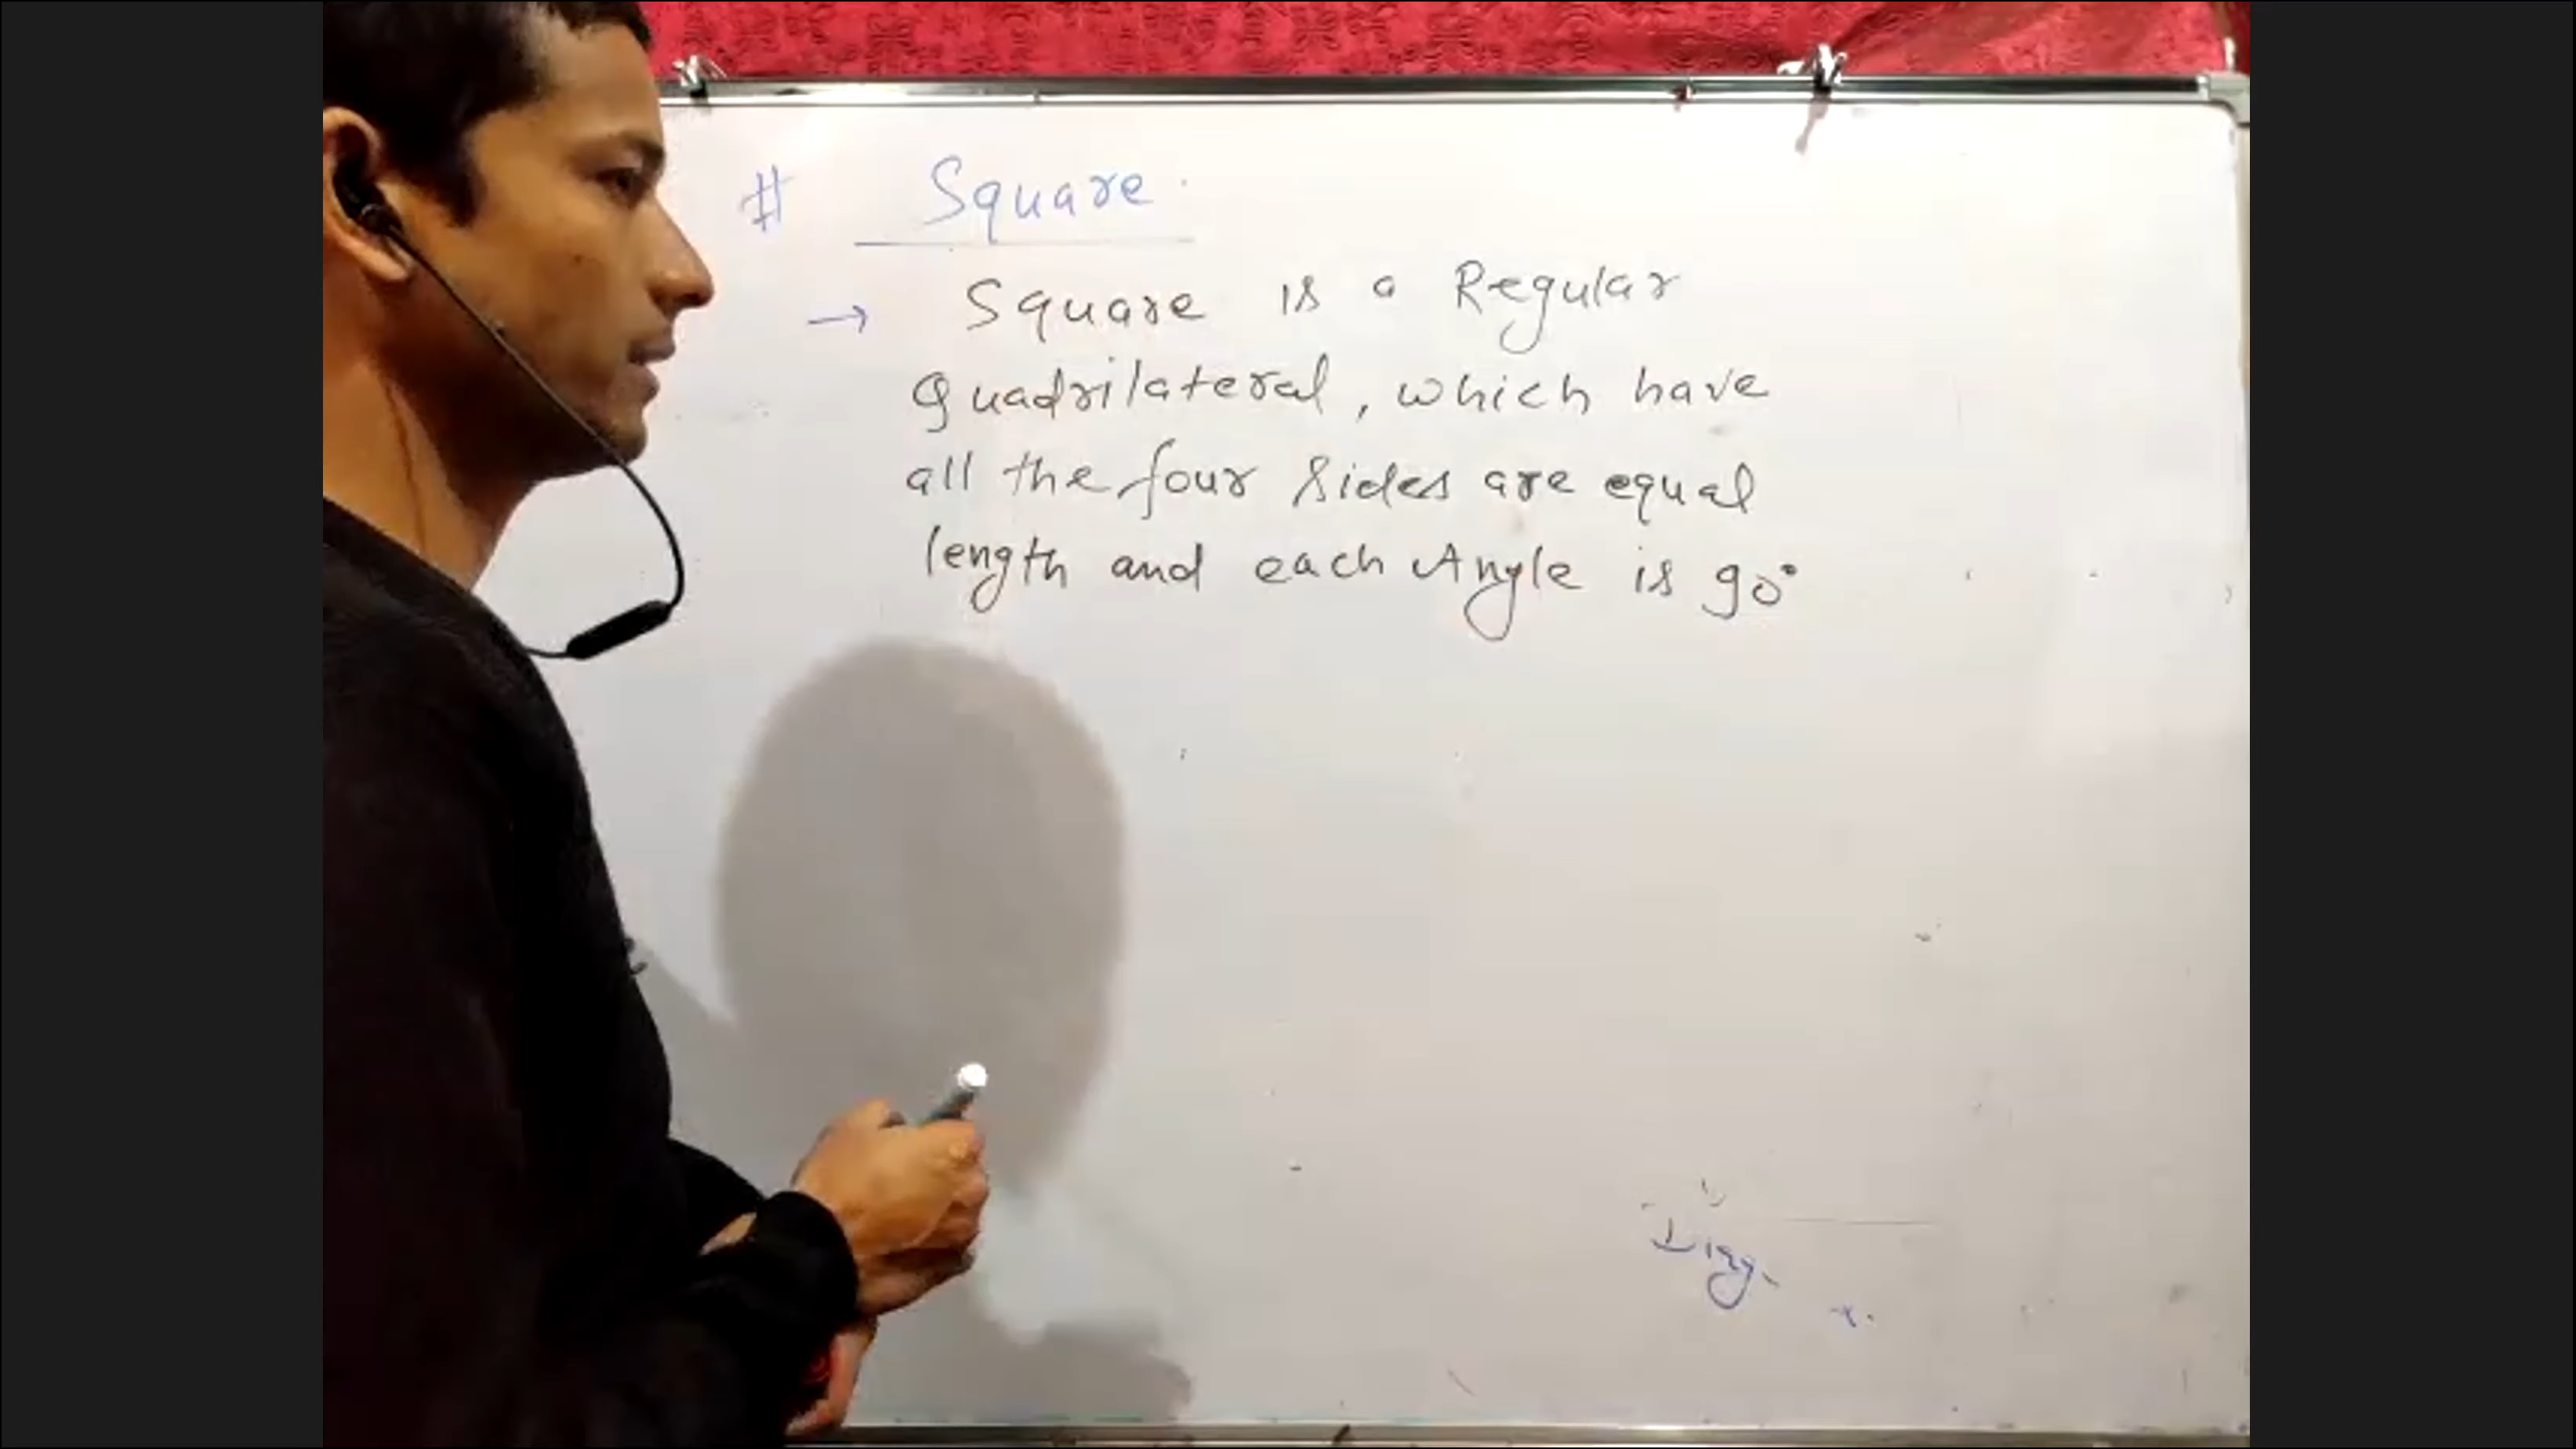 # Square.
→ Square is a Regular
Quadrilateral, which have
all the four sides are equal
length and each Angle is 90°